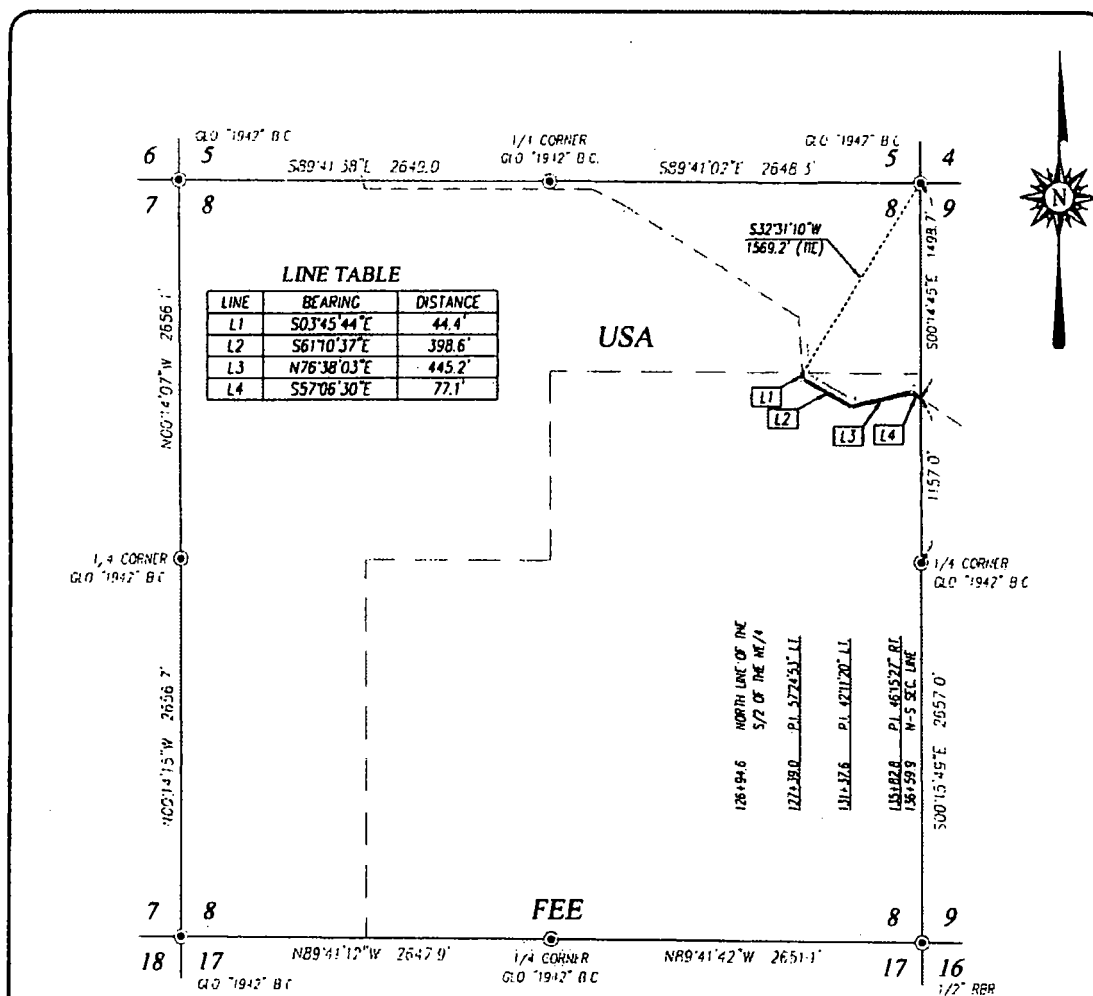 GLO "1942" B.C.
1/4 CORNER
GLO "1942" B.C.
GLO "1942" B.C.
6 5
5 4
S89°41'38"E 2649.0'
S89°41'03"E 2648.3'
7 8
8 9
N
S32°31'10"W
1569.2' (TIE)
S00°14'45"E 1498.7'
LINE TABLE
LINE BEARING DISTANCE
L1 S03°45'44"E 44.4'
L2 S61°10'37"E 398.6'
L3 N76°38'03"E 445.2'
L4 S57°06'30"E 77.1'
N00°14'07"W 2656.1'
USA
L1
L2
L3
L4
1157.0'
1/4 CORNER
GLO "1942" B.C.
1/4 CORNER
GLO "1942" B.C.
126+94.6 NORTH LINE OF THE
S/2 OF THE NE/4
127+39.0 P.I. 57°24'53" LT.
131+37.6 P.I. 42°11'20" LT.
135+82.8 P.I. 46°15'27" RT.
136+59.9 N-S SEC. LINE
N00°14'15"W 2656.7'
S00°15'49"E 2657.0'
7 8
FEE
8 9
N89°41'12"W 2647.9'
1/4 CORNER
GLO "1942" B.C.
N89°41'42"W 2651.1'
18 17
GLO "1942" B.C.
17 16
1/2" RBR